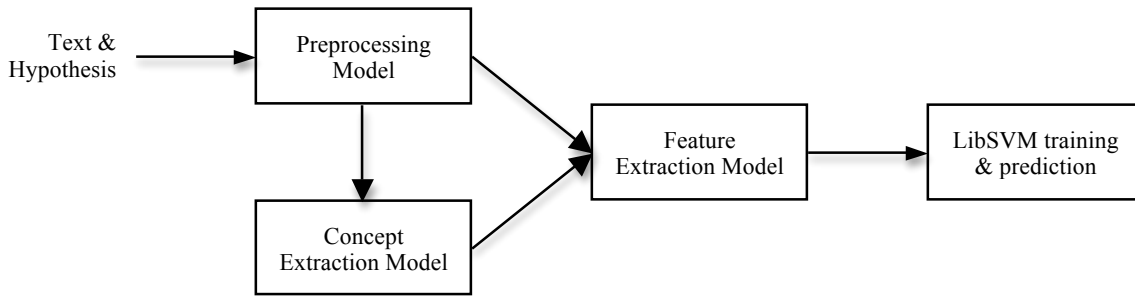 Text &
Hypothesis
Preprocessing
Model
Concept
Extraction Model
Feature
Extraction Model
LibSVM training
& prediction